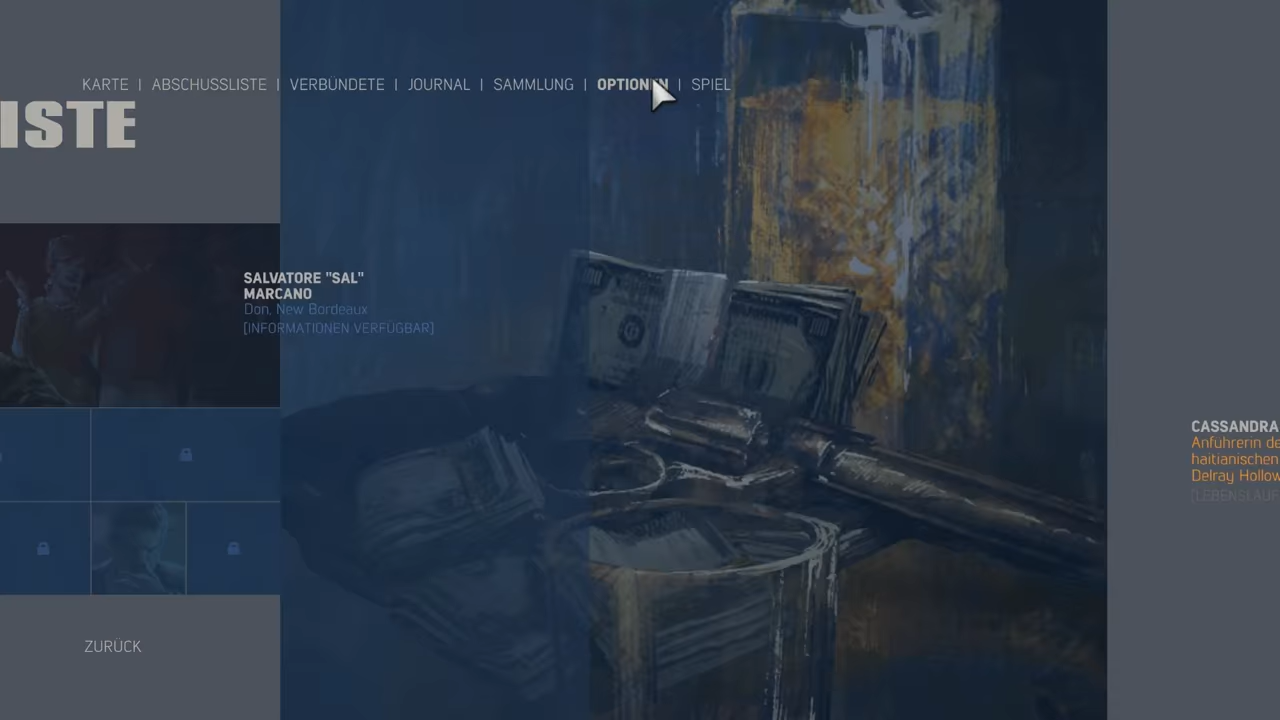 KARTE | ABSCHUSSLISTE | VERBÜNDETE | JOURNAL | SAMMLUNG | OPTIONEN | SPIEL
ISTE
SALVATORE "SAL"
MARCANO
Don, New Bordeaux
[INFORMATIONEN VERFÜGBAR]
CASSANDRA
Anführerin de
haitianischen
Delray Hollow
[LEBENSLAUF
ZURÜCK